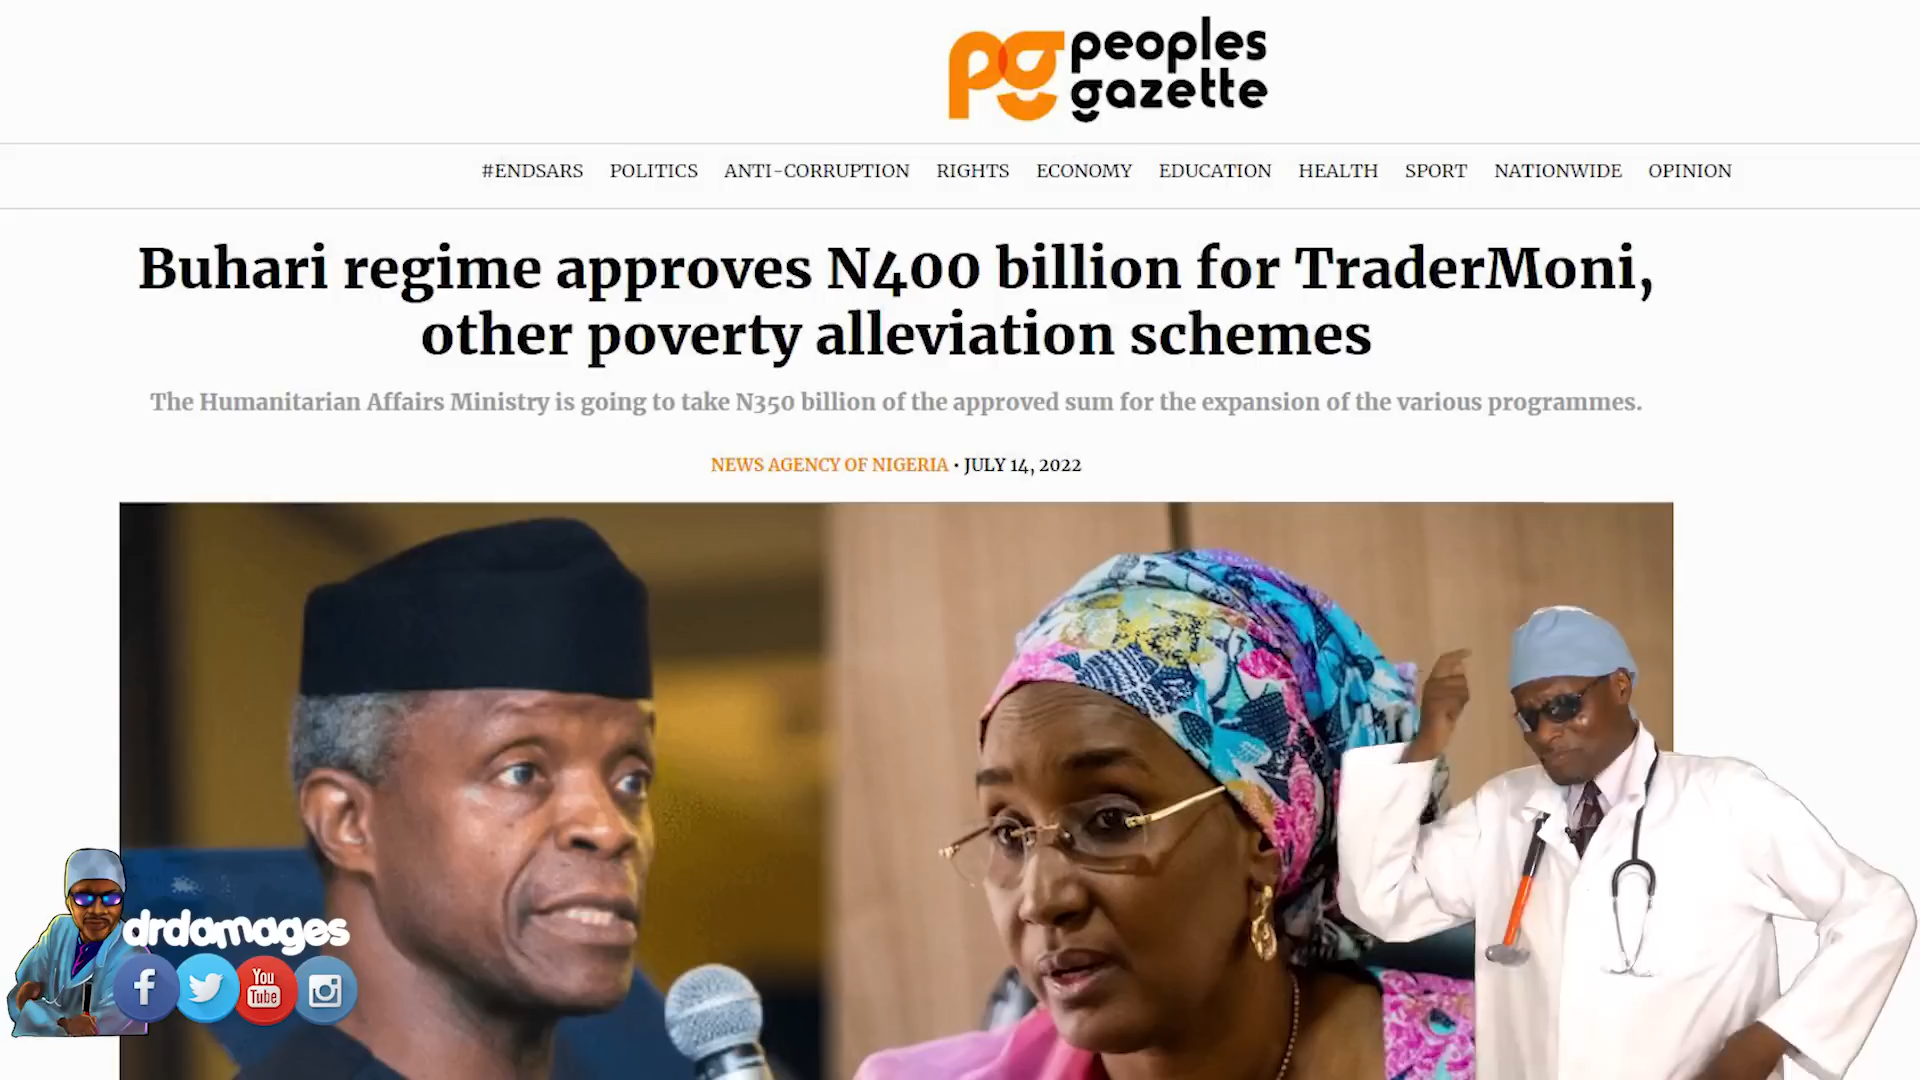 peoples
gazette
#ENDSARS POLITICS ANTI-CORRUPTION RIGHTS ECONOMY EDUCATION HEALTH SPORT NATIONWIDE OPINION
Buhari regime approves N400 billion for TraderMoni,
other poverty alleviation schemes
The Humanitarian Affairs Ministry is going to take N350 billion of the approved sum for the expansion of the various programmes.
NEWS AGENCY OF NIGERIA • JULY 14, 2022
drdamages
You
Tube